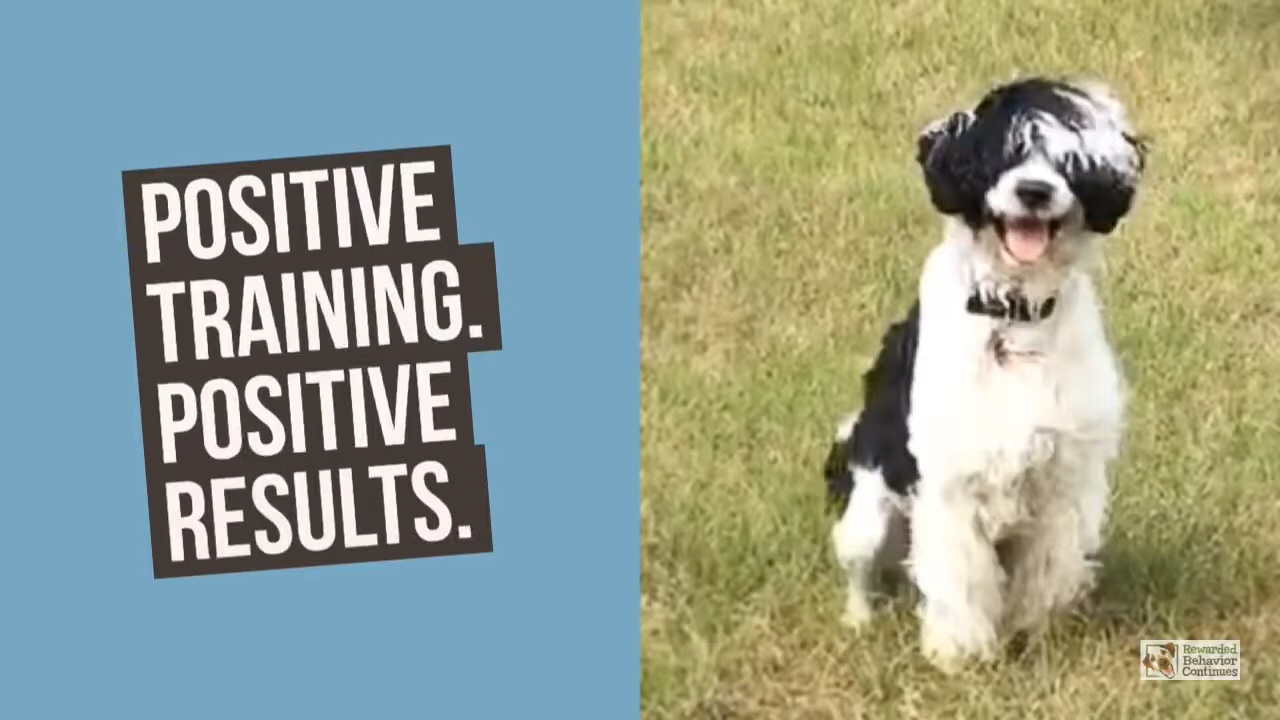 POSITIVE
TRAINING.
POSITIVE
RESULTS.
Rewarded
Behavior
Continues